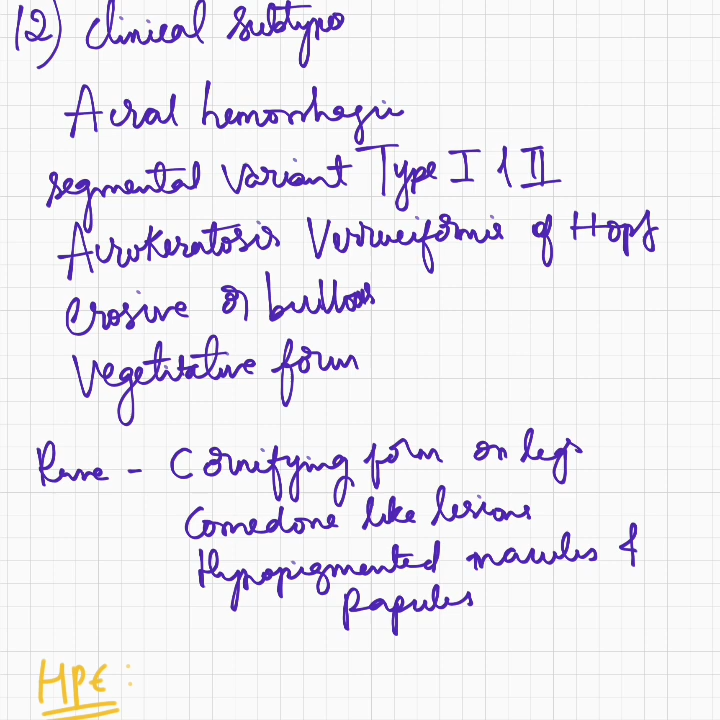 12) Clinical Subtypes
Acral hemorrhagic
segmental Variant Type I & II
Acrokeratosis Verruciformis of Hopf
Erosive or bullous
Vegetitative form
Rare - Cornifying form on legs
Comedone like lesions
Hypopigmented macules &
papules
HPE: